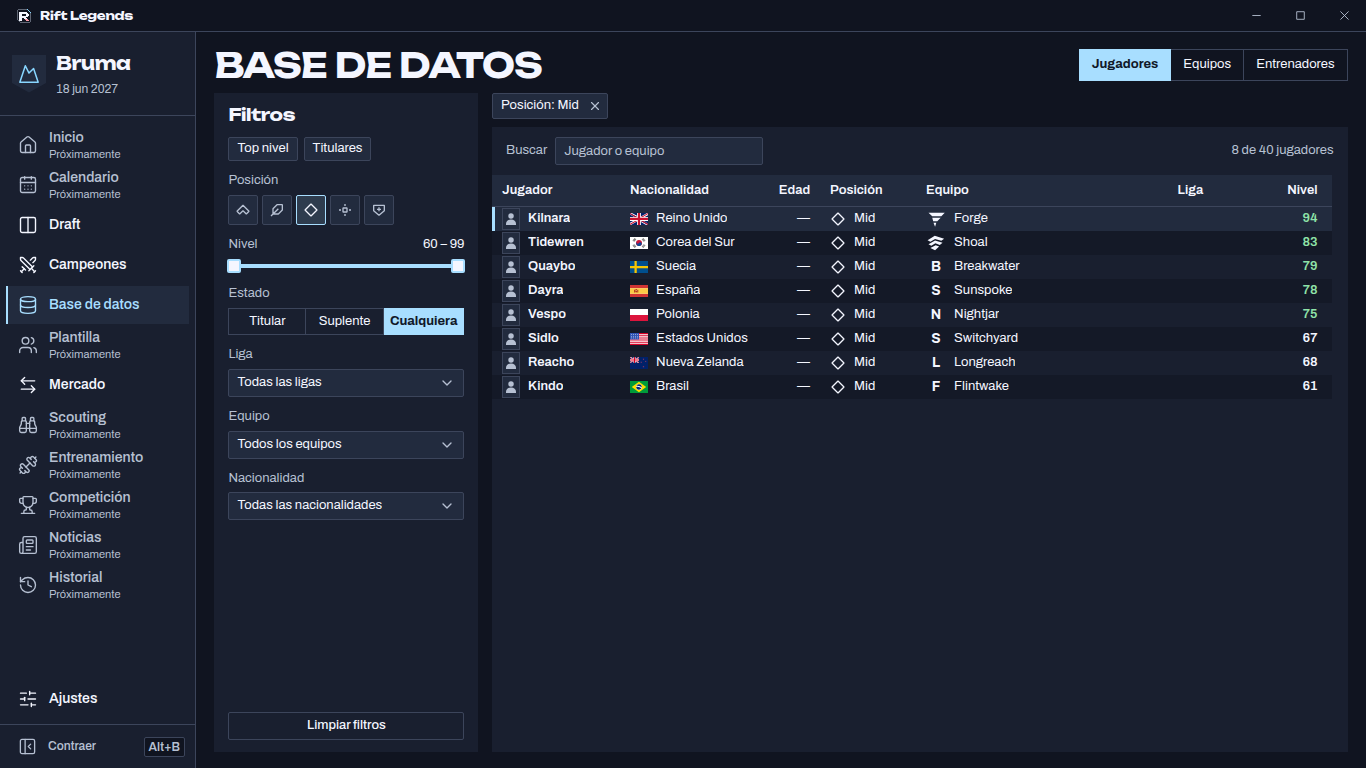 Rift Legends
Bruma
18 jun 2027
Inicio
Próximamente
Calendario
Próximamente
Draft
Campeones
Base de datos
Plantilla
Próximamente
Mercado
Scouting
Próximamente
Entrenamiento
Próximamente
Competición
Próximamente
Noticias
Próximamente
Historial
Próximamente
Ajustes
Contraer Alt+B
BASE DE DATOS
Jugadores Equipos Entrenadores
Filtros
Top nivel Titulares
Posición
Nivel 60 – 99
Estado
Titular Suplente Cualquiera
Liga
Todas las ligas
Equipo
Todos los equipos
Nacionalidad
Todas las nacionalidades
Limpiar filtros
Posición: Mid
Buscar Jugador o equipo 8 de 40 jugadores
Jugador Nacionalidad Edad Posición Equipo Liga Nivel
Kilnara Reino Unido — Mid Forge 94
Tidewren Corea del Sur — Mid Shoal 83
Quaybo Suecia — Mid B Breakwater 79
Dayra España — Mid S Sunspoke 78
Vespo Polonia — Mid N Nightjar 75
Sidlo Estados Unidos — Mid S Switchyard 67
Reacho Nueva Zelanda — Mid L Longreach 68
Kindo Brasil — Mid F Flintwake 61